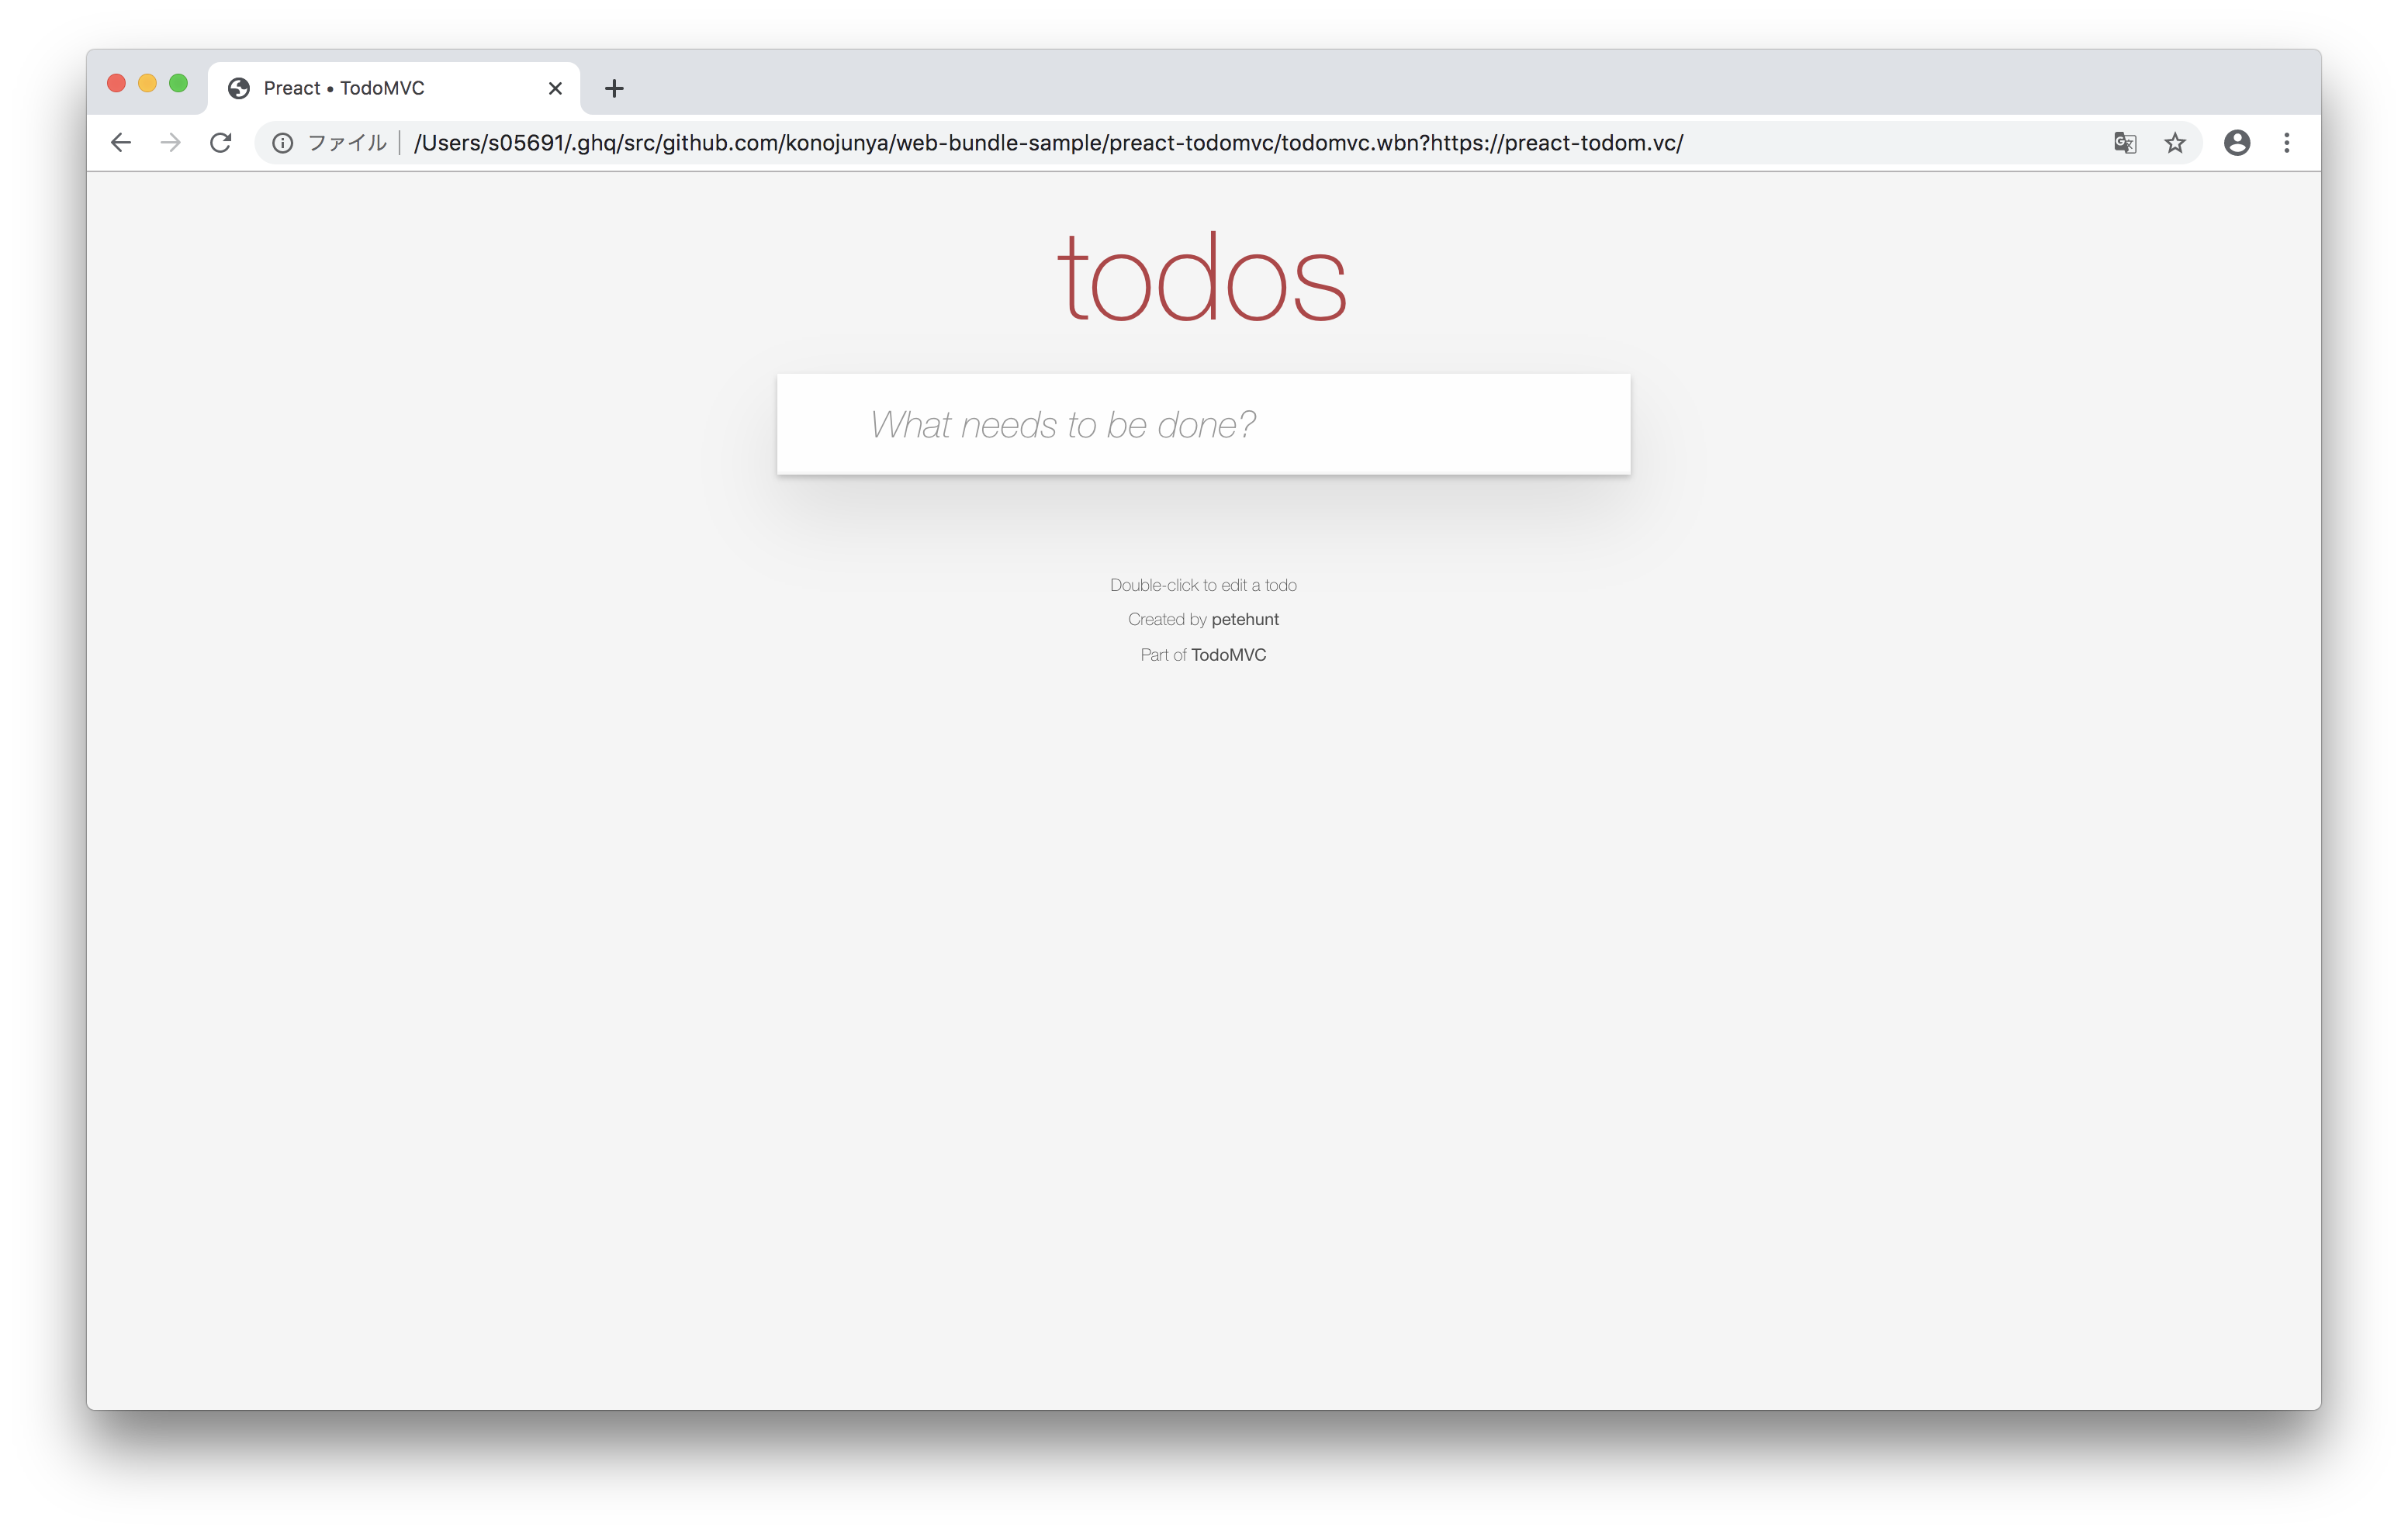 Preact • TodoMVC
ファイル | /Users/s05691/.ghq/src/github.com/konojunya/web-bundle-sample/preact-todomvc/todomvc.wbn?https://preact-todom.vc/
todos
What needs to be done?
Double-click to edit a todo
Created by petehunt
Part of TodoMVC